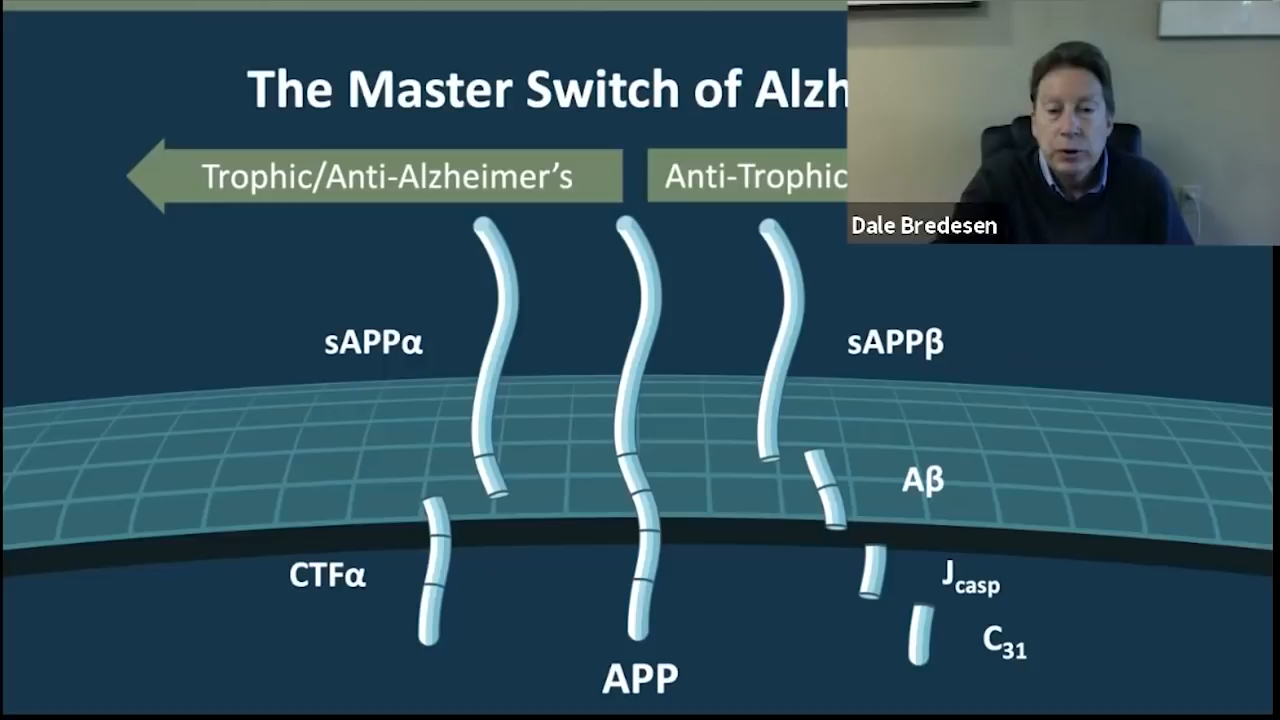 The Master Switch of Alzh
Trophic/Anti-Alzheimer’s
Anti-Trophic
Dale Bredesen
sAPPα
sAPPβ
Aβ
CTFα
Jcasp
C31
APP